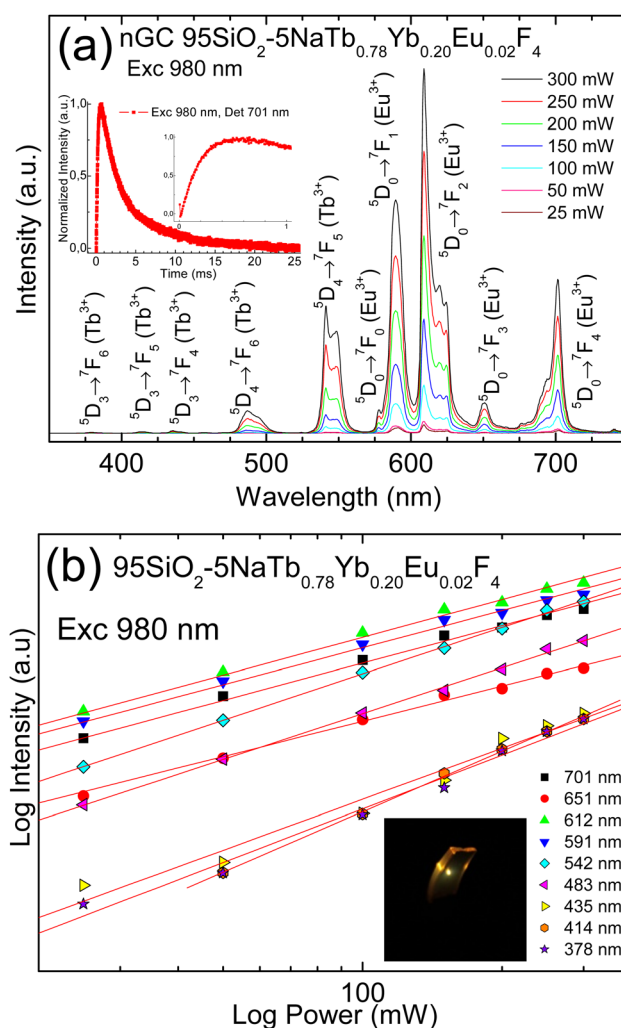 (a) nGC 95SiO₂-5NaTb₀.₇₈Yb₀.₂₀Eu₀.₀₂F₄
Exc 980 nm
Exc 980 nm, Det 701 nm
Normalized Intensity (a.u.)
1,0
0,5
0,0
0 5 10 15 20 25
Time (ms)
1,0
0,5
0,0
0 1
300 mW
250 mW
200 mW
150 mW
100 mW
50 mW
25 mW
⁵D₃→⁷F₆ (Tb³⁺)
⁵D₃→⁷F₅ (Tb³⁺)
⁵D₃→⁷F₄ (Tb³⁺)
⁵D₄→⁷F₆ (Tb³⁺)
⁵D₄→⁷F₅ (Tb³⁺)
⁵D₀→⁷F₀ (Eu³⁺)
⁵D₀→⁷F₁ (Eu³⁺)
⁵D₀→⁷F₂ (Eu³⁺)
⁵D₀→⁷F₃ (Eu³⁺)
⁵D₀→⁷F₄ (Eu³⁺)
Intensity (a.u.)
400 450 500 550 600 650 700
Wavelength (nm)
(b) 95SiO₂-5NaTb₀.₇₈Yb₀.₂₀Eu₀.₀₂F₄
Exc 980 nm
Log Intensity (a.u)
701 nm
651 nm
612 nm
591 nm
542 nm
483 nm
435 nm
414 nm
378 nm
100
Log Power (mW)